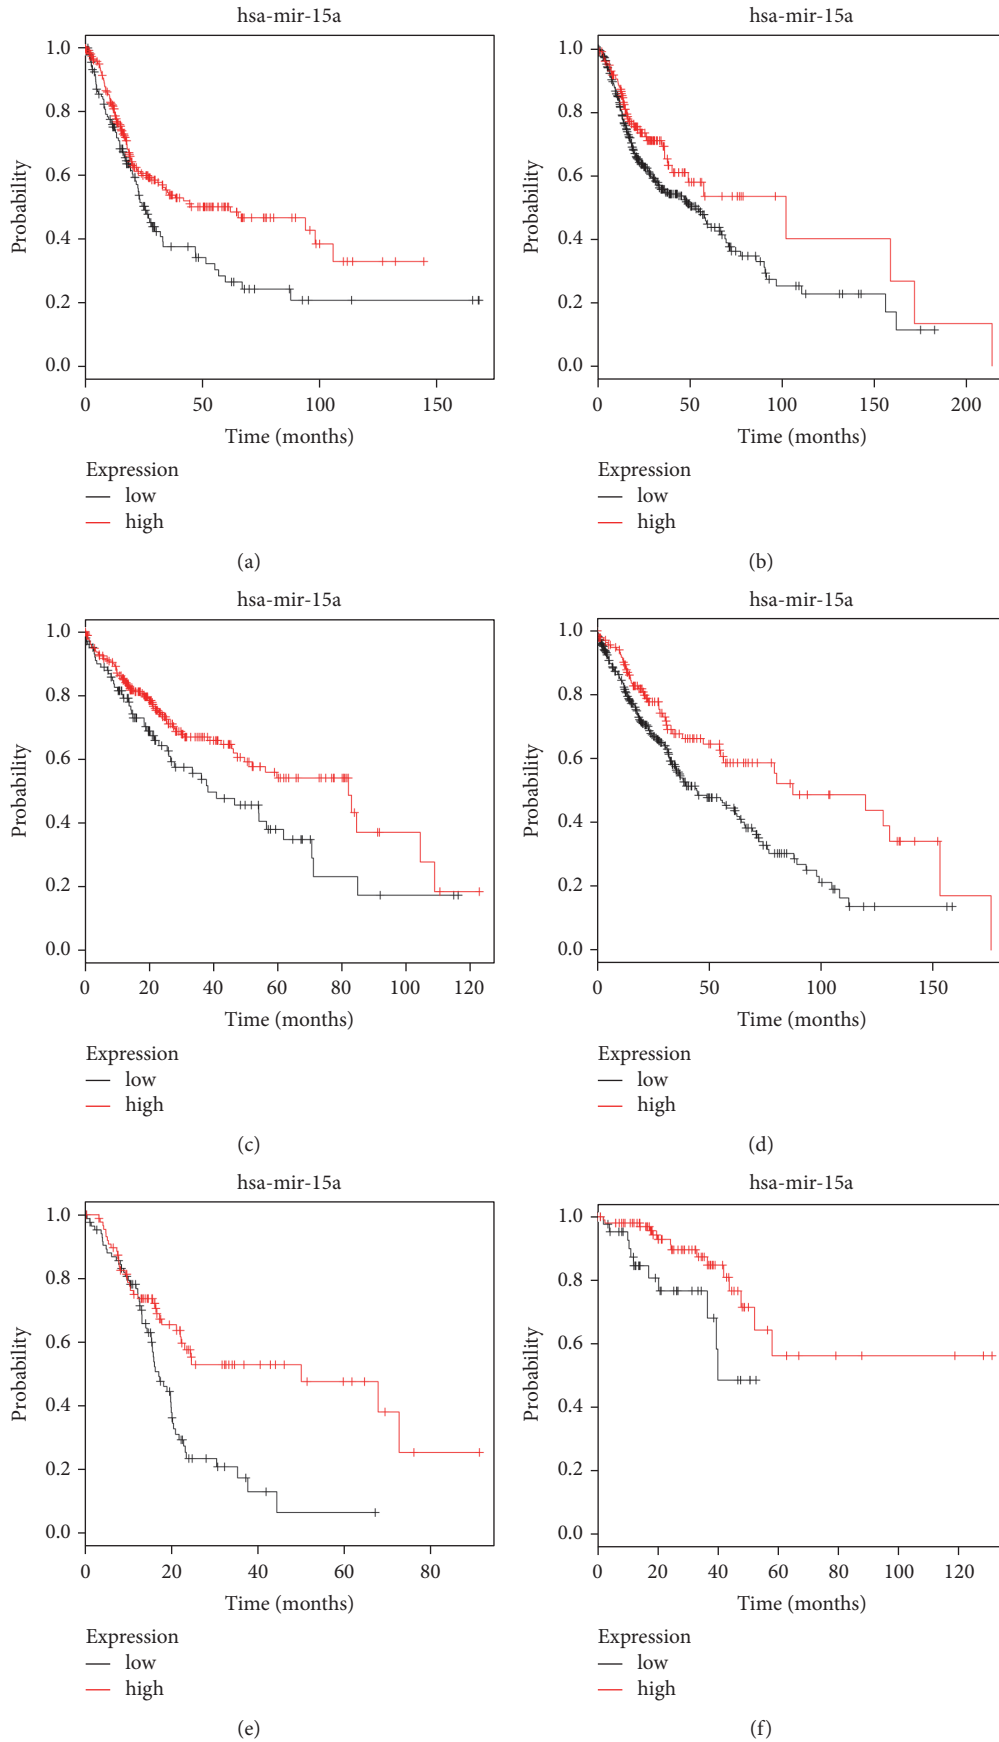 hsa-mir-15a
1.0
0.8
0.6
0.4
0.2
0.0
Probability
0 50 100 150
Time (months)
Expression
low
high
(a)
hsa-mir-15a
1.0
0.8
0.6
0.4
0.2
0.0
Probability
0 50 100 150 200
Time (months)
Expression
low
high
(b)
hsa-mir-15a
1.0
0.8
0.6
0.4
0.2
0.0
Probability
0 20 40 60 80 100 120
Time (months)
Expression
low
high
(c)
hsa-mir-15a
1.0
0.8
0.6
0.4
0.2
0.0
Probability
0 50 100 150
Time (months)
Expression
low
high
(d)
hsa-mir-15a
1.0
0.8
0.6
0.4
0.2
0.0
Probability
0 20 40 60 80
Time (months)
Expression
low
high
(e)
hsa-mir-15a
1.0
0.8
0.6
0.4
0.2
0.0
Probability
0 20 40 60 80 100 120
Time (months)
Expression
low
high
(f)